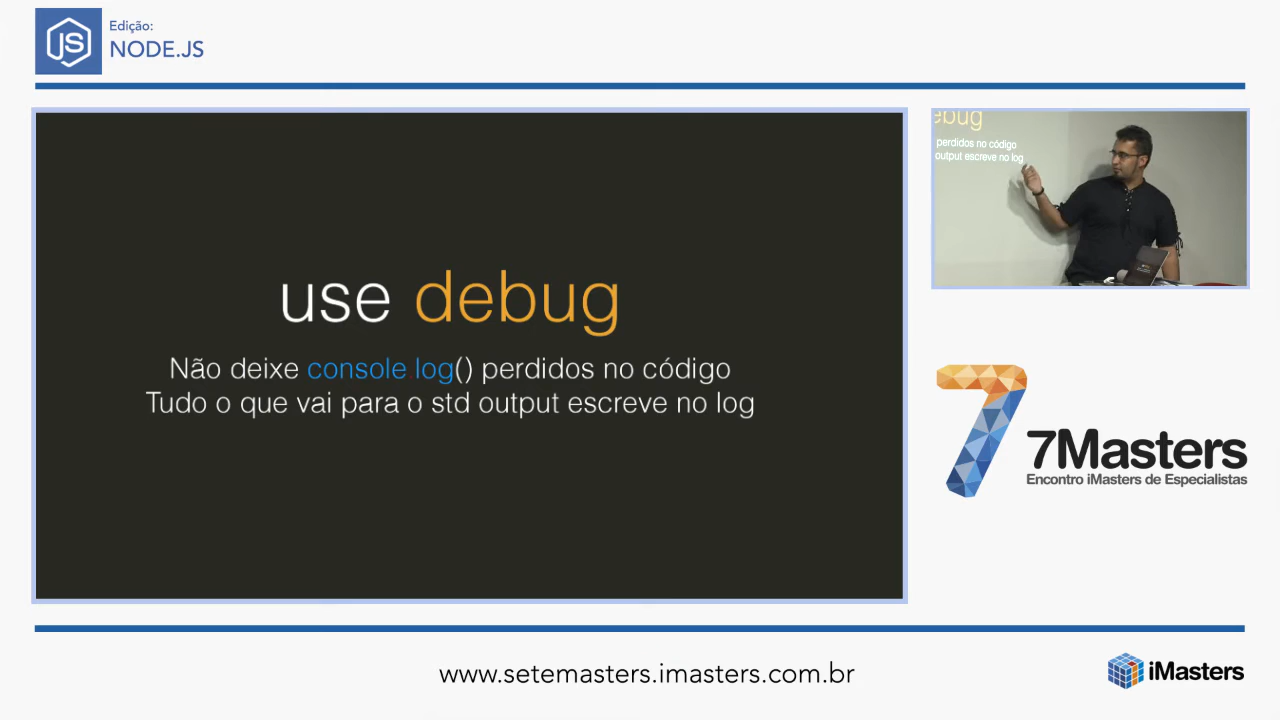 JS
Edição:
NODE.JS
use debug
Não deixe console.log() perdidos no código
Tudo o que vai para o std output escreve no log
ebug
perdidos no código
output escreve no log
7Masters
Encontro iMasters de Especialistas
www.setemasters.imasters.com.br
iMasters